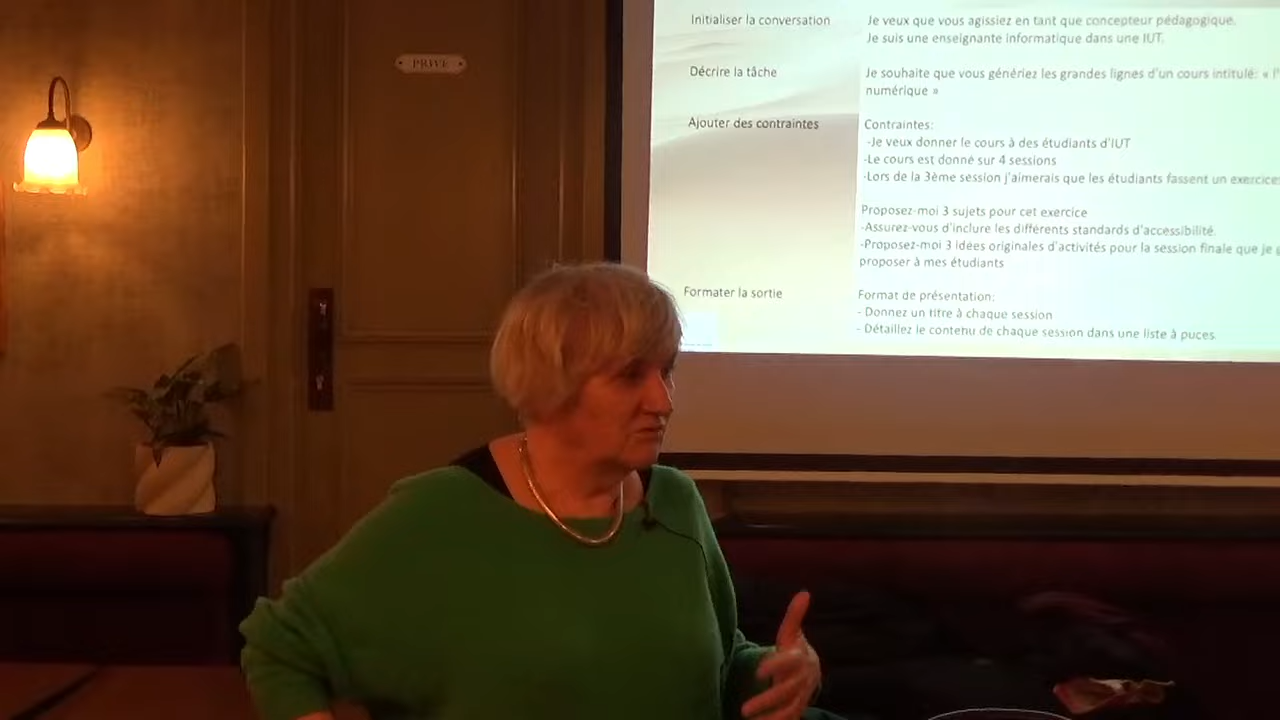 PRIVÉ
Initialiser la conversation
Je veux que vous agissiez en tant que concepteur pédagogique.
Je suis une enseignante informatique dans une IUT.
Décrire la tâche
Je souhaite que vous génériez les grandes lignes d'un cours intitulé: « l'
numérique »
Ajouter des contraintes
Contraintes:
-Je veux donner le cours à des étudiants d'IUT
-Le cours est donné sur 4 sessions
-Lors de la 3ème session j'aimerais que les étudiants fassent un exercice
Proposez-moi 3 sujets pour cet exercice
-Assurez-vous d'inclure les différents standards d'accessibilité.
-Proposez-moi 3 idées originales d'activités pour la session finale que je
proposer à mes étudiants
Formater la sortie
Format de présentation:
- Donnez un titre à chaque session
- Détaillez le contenu de chaque session dans une liste à puces